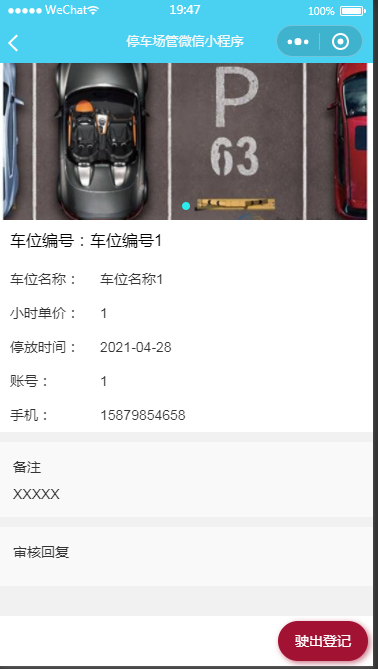 WeChat 19:47 100%
停车场管微信小程序
P
63
车位编号：车位编号1
车位名称： 车位名称1
小时单价： 1
停放时间： 2021-04-28
账号： 1
手机： 15879854658
备注
XXXXX
审核回复
驶出登记